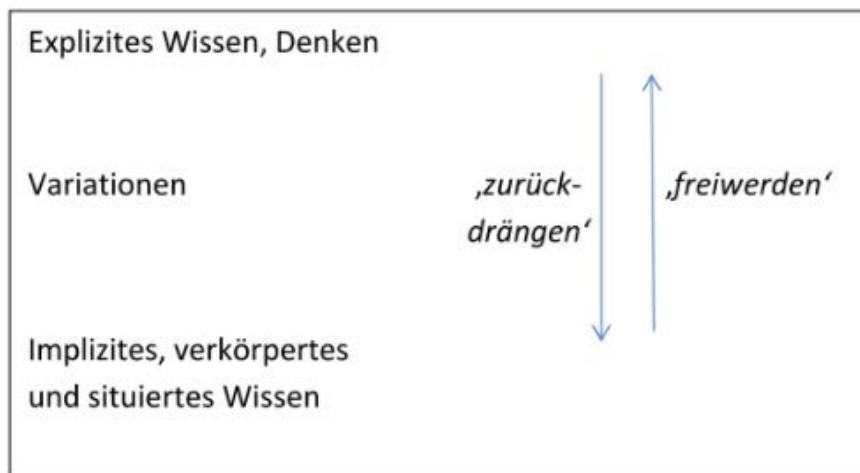 Explizites Wissen, Denken
Variationen
‚zurück-
drängen‘
‚freiwerden‘
Implizites, verkörpertes
und situiertes Wissen